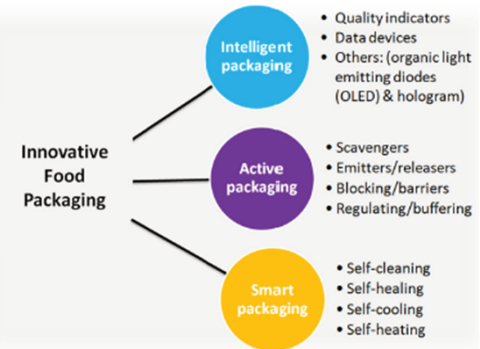 Innovative
Food
Packaging
Intelligent
packaging
• Quality indicators
• Data devices
• Others: (organic light
emitting diodes
(OLED) & hologram)
Active
packaging
• Scavengers
• Emitters/releasers
• Blocking/barriers
• Regulating/buffering
Smart
packaging
• Self-cleaning
• Self-healing
• Self-cooling
• Self-heating